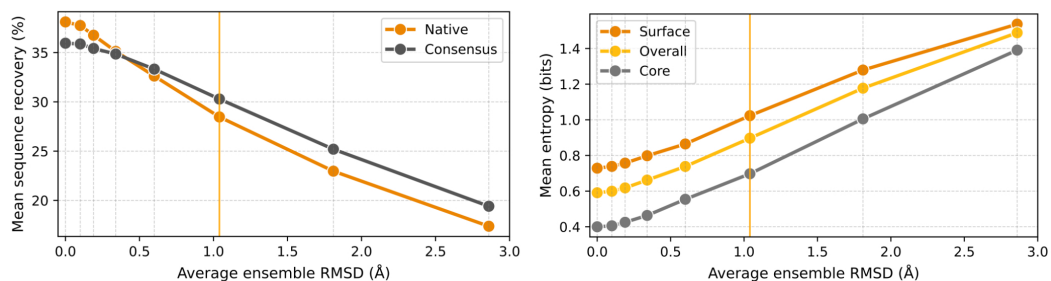 Mean sequence recovery (%)
35
30
25
20
Native
Consensus
0.0 0.5 1.0 1.5 2.0 2.5 3.0
Average ensemble RMSD (Å)
Mean entropy (bits)
1.4
1.2
1.0
0.8
0.6
0.4
Surface
Overall
Core
0.0 0.5 1.0 1.5 2.0 2.5 3.0
Average ensemble RMSD (Å)